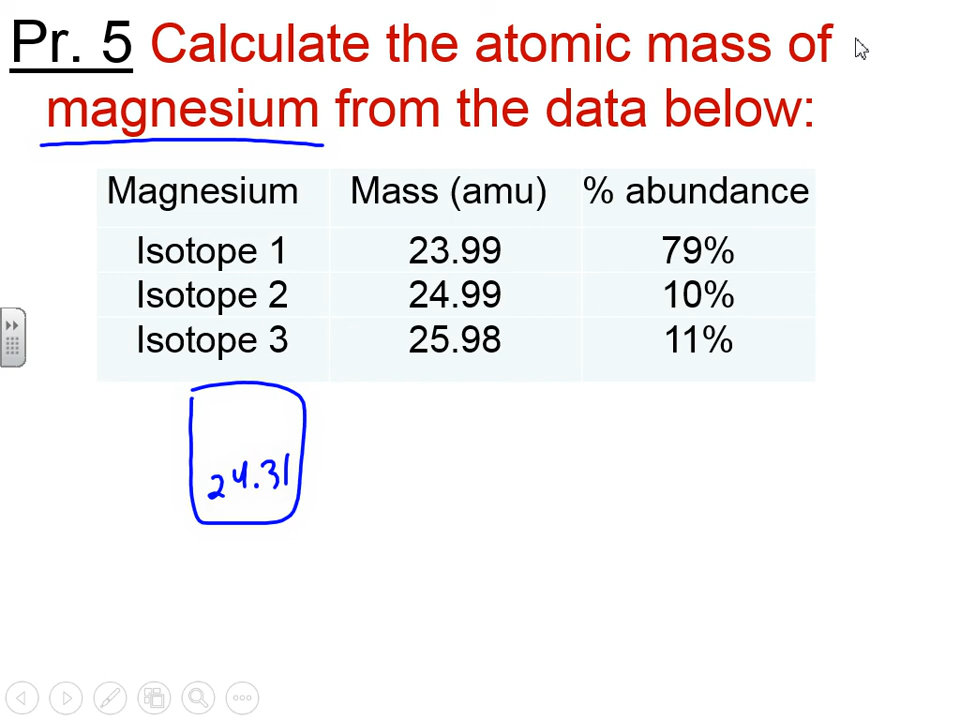 Pr. 5 Calculate the atomic mass of
magnesium from the data below:
Magnesium Mass (amu) % abundance
Isotope 1 23.99 79%
Isotope 2 24.99 10%
Isotope 3 25.98 11%
24.31